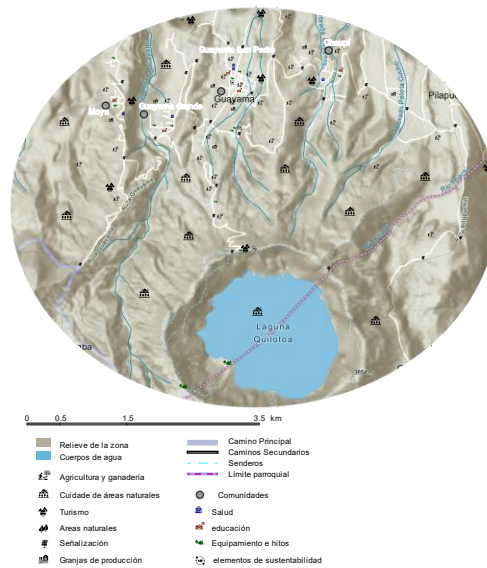 Chaupi
Guayama San Pedro
Guayama
Moya
Guayama Grande
Pilapu
Laguna
Quilotoa
0 0.5 1.5 3.5 km
Relieve de la zona
Cuerpos de agua
Agricultura y ganadería
Cuidade de áreas naturales
Turismo
Areas naturales
Señalización
Granjas de producción
Camino Principal
Caminos Secundarios
Senderos
Límite parroquial
Comunidades
Salud
educación
Equipamiento e hitos
elementos de sustentabilidad